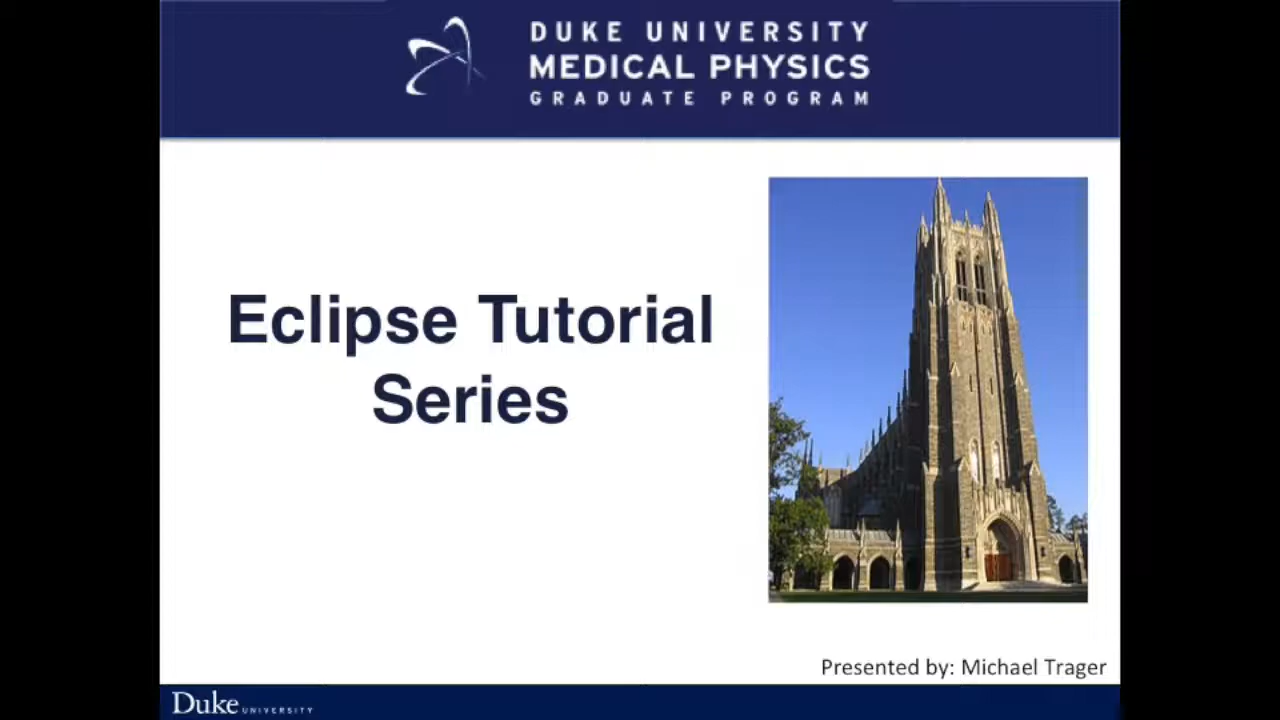 DUKE UNIVERSITY
MEDICAL PHYSICS
GRADUATE PROGRAM
Eclipse Tutorial
Series
Presented by: Michael Trager
Duke UNIVERSITY